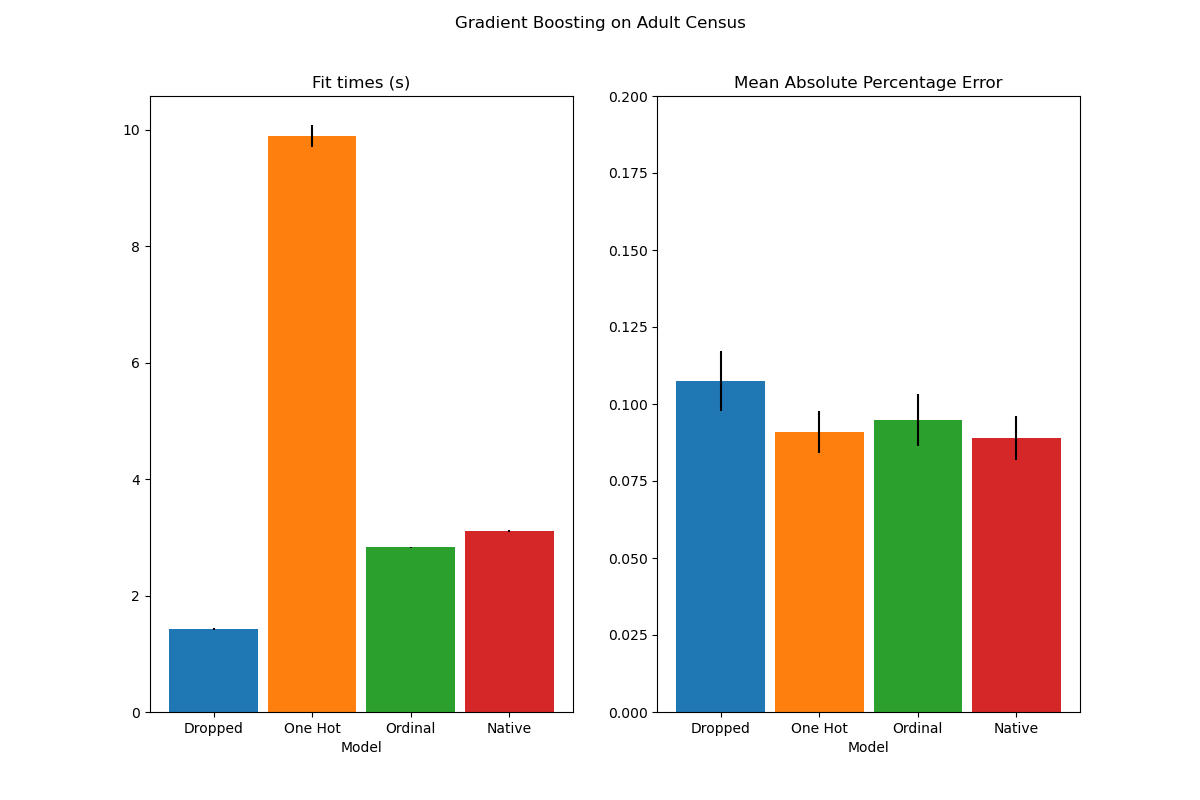 Gradient Boosting on Adult Census
Fit times (s)
10
8
6
4
2
0
Dropped One Hot Ordinal Native
Model
Mean Absolute Percentage Error
0.200
0.175
0.150
0.125
0.100
0.075
0.050
0.025
0.000
Dropped One Hot Ordinal Native
Model